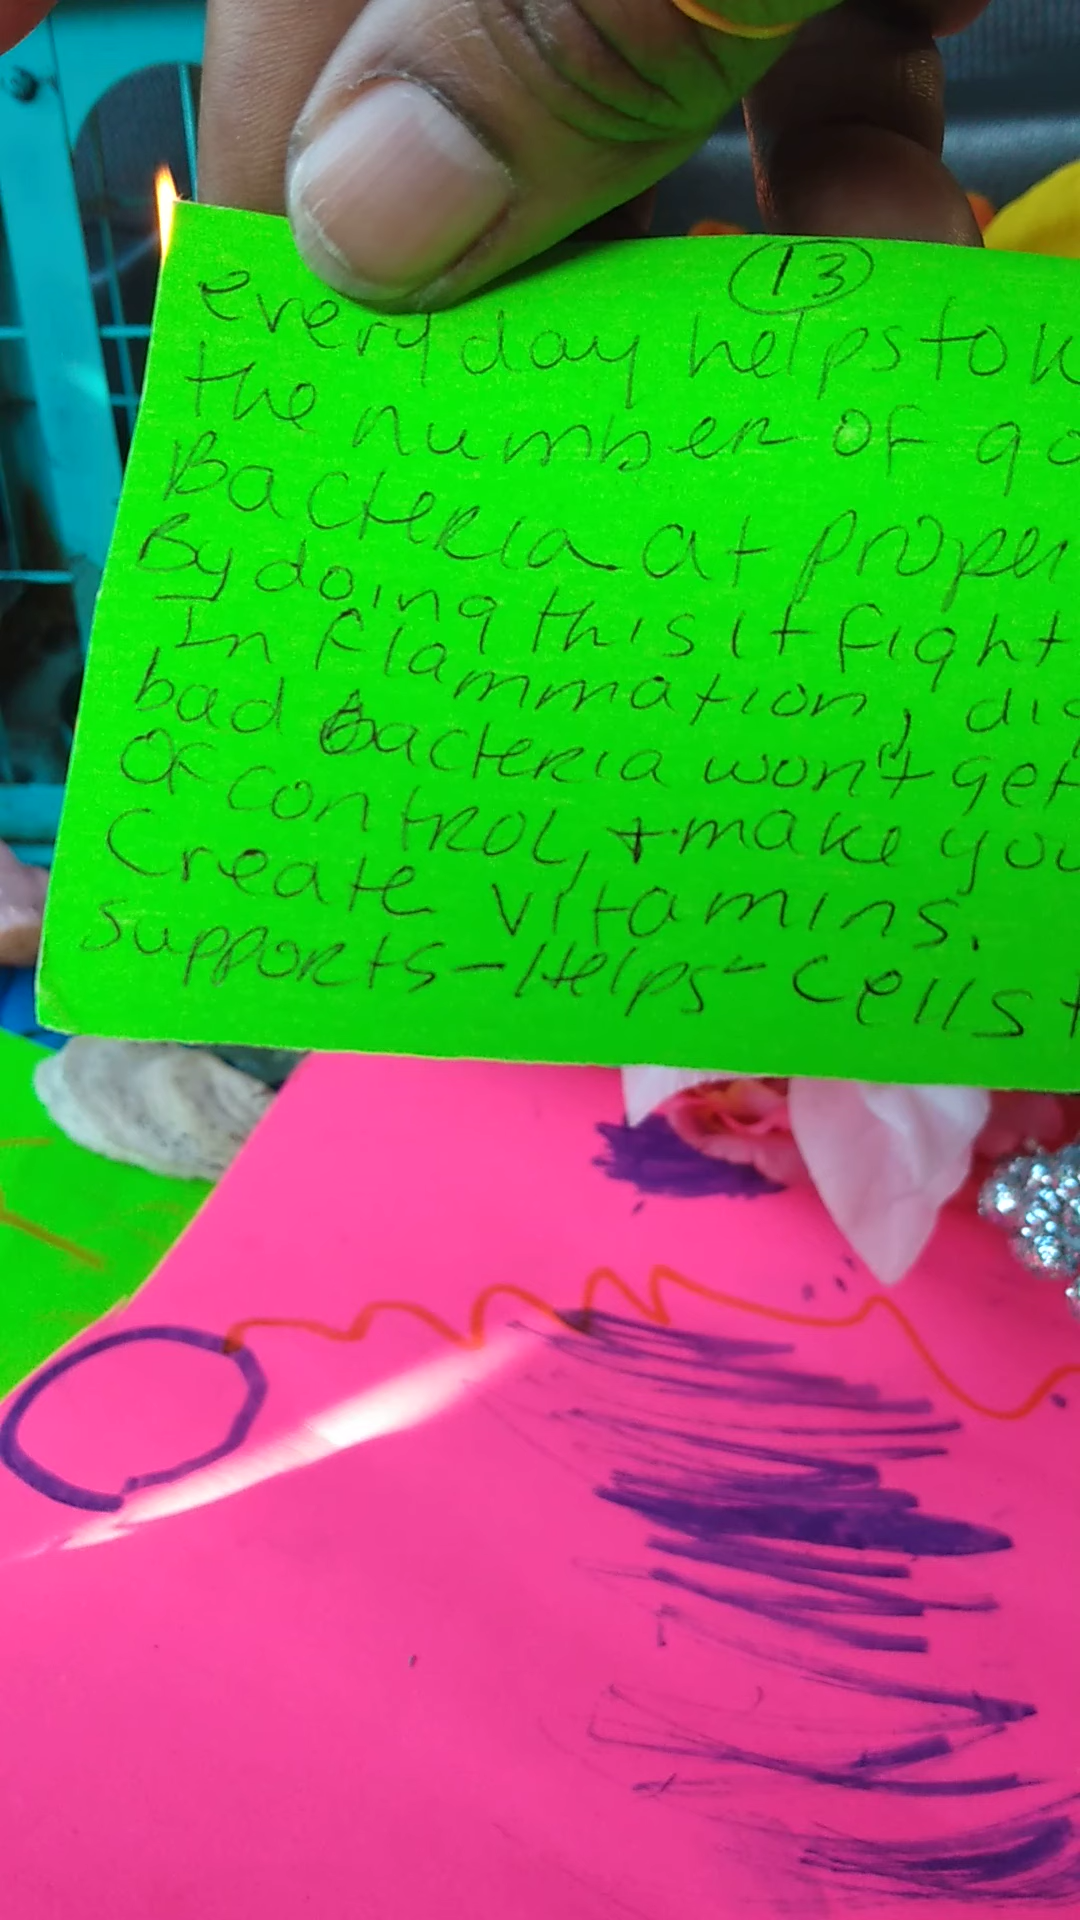 13
everyday helps to
the number of
Bacteria at proper
By doing this it fight
Inflammation,
bad bacteria won't get
Of control, + make you
Create vitamins.
supports - Helps - cells